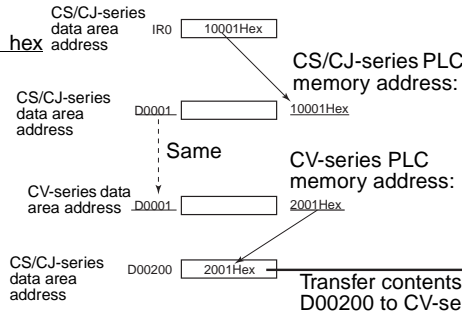 CS/CJ-series
data area
address
hex
IR0
10001Hex
CS/CJ-series PLC
memory address:
CS/CJ-series
data area
address
D0001
10001Hex
Same
CV-series PLC
memory address:
CV-series data
area address
D0001
2001Hex
CS/CJ-series
data area
address
D00200
2001Hex
Transfer contents
D00200 to CV-se